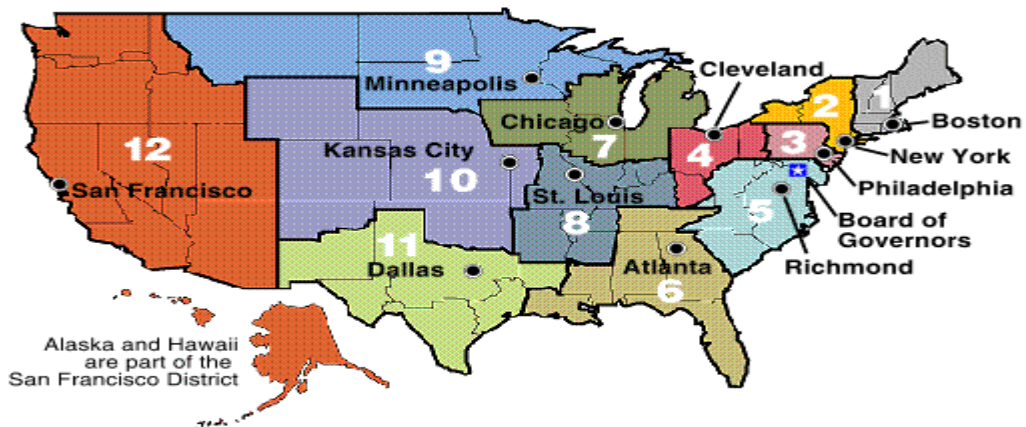 Cleveland
9
Minneapolis
2
1
Chicago
Boston
7
3
4
New York
12
Kansas City
10
San Francisco
St. Louis
Philadelphia
5
8
Board of
Governors
11
Richmond
Dallas
Atlanta
6
Alaska and Hawaii
are part of the
San Francisco District